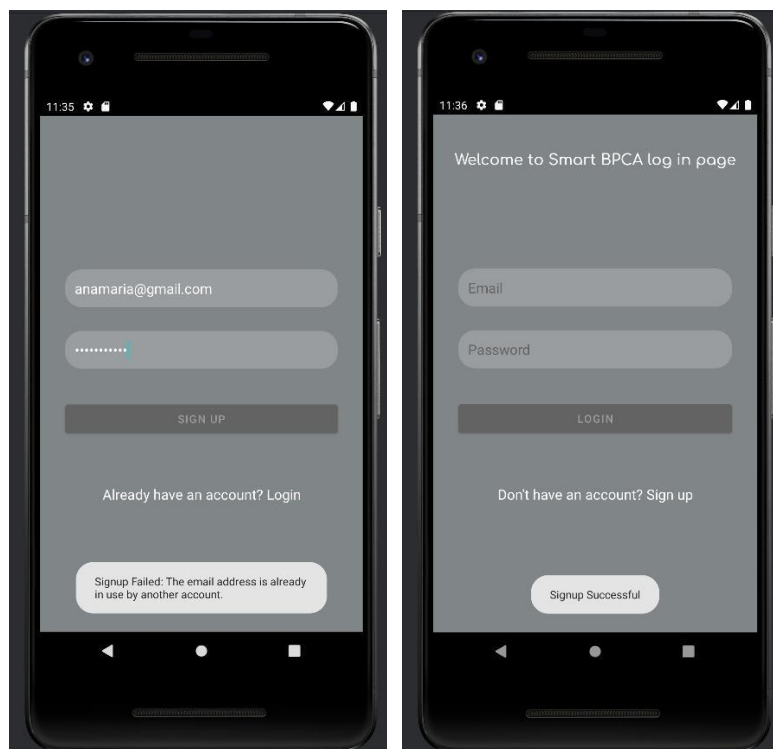 11:35
anamaria@gmail.com
•••••••••••
SIGN UP
Already have an account? Login
Signup Failed: The email address is already
in use by another account.
11:36
Welcome to Smart BPCA log in page
Email
Password
LOGIN
Don't have an account? Sign up
Signup Successful